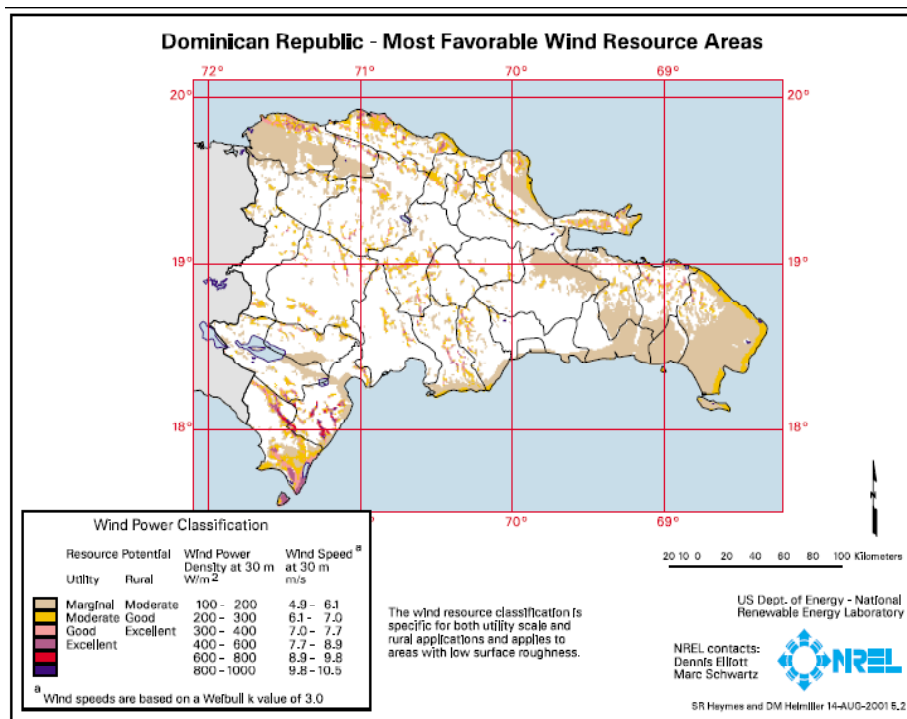 Dominican Republic - Most Favorable Wind Resource Areas
72° 71° 70° 69°
20° 20°
19° 19°
18° 18°
71° 70° 69°
Wind Power Classification
Resource Potential Wind Power Wind Speed a
Density at 30 m at 30 m
Utility Rural W/m2 m/s
Marginal Moderate 100 - 200 4.9 - 6.1
Moderate Good 200 - 300 6.1 - 7.0
Good Excellent 300 - 400 7.0 - 7.7
Excellent 400 - 600 7.7 - 8.9
600 - 800 8.9 - 9.8
800 - 1000 9.8 - 10.5
a
Wind speeds are based on a Weibull k value of 3.0
The wind resource classification is
specific for both utility scale and
rural applications and applies to
areas with low surface roughness.
N
20 10 0 20 40 60 80 100 Kilometers
US Dept. of Energy - National
Renewable Energy Laboratory
NREL contacts:
Dennis Elliott
Marc Schwartz
NREL
SR Haymes and DM Heimiller 14-AUG-2001 5.2